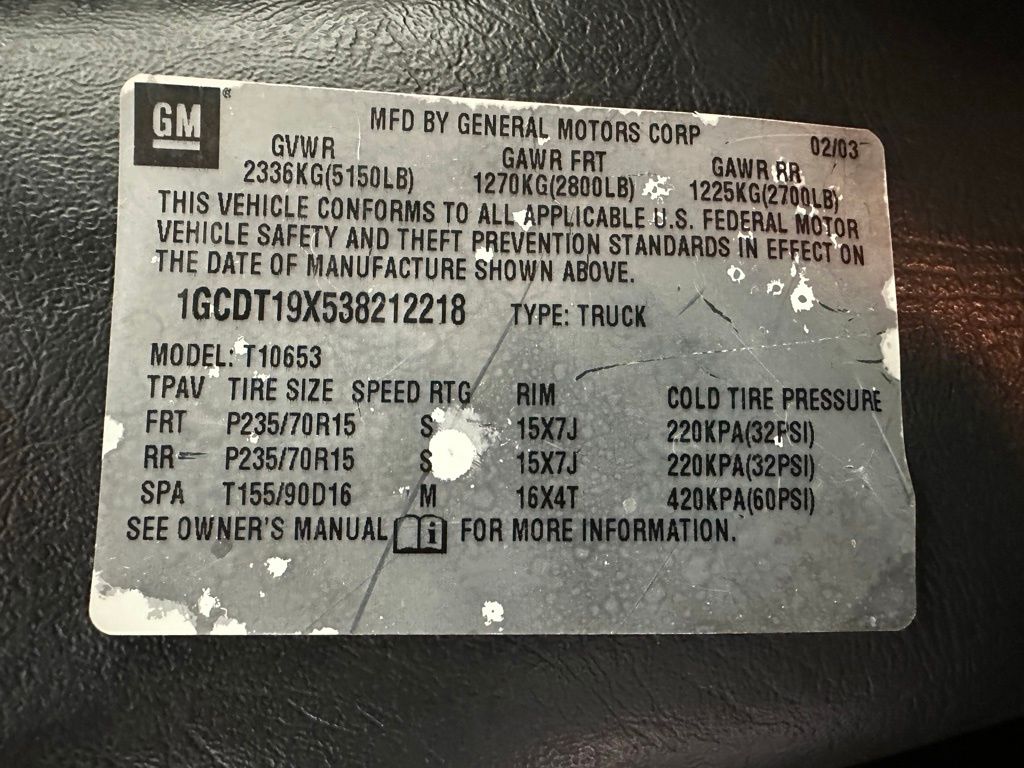 GM®
MFD BY GENERAL MOTORS CORP 02/03
GVWR GAWR FRT GAWR RR
2336KG(5150LB) 1270KG(2800LB) 1225KG(2700LB)
THIS VEHICLE CONFORMS TO ALL APPLICABLE U.S. FEDERAL MOTOR
VEHICLE SAFETY AND THEFT PREVENTION STANDARDS IN EFFECT ON
THE DATE OF MANUFACTURE SHOWN ABOVE.
1GCDT19X538212218 TYPE: TRUCK
MODEL: T10653
TPAV TIRE SIZE SPEED RTG RIM COLD TIRE PRESSURE
FRT P235/70R15 S 15X7J 220KPA(32PSI)
RR P235/70R15 S 15X7J 220KPA(32PSI)
SPA T155/90D16 M 16X4T 420KPA(60PSI)
SEE OWNER'S MANUAL i FOR MORE INFORMATION.